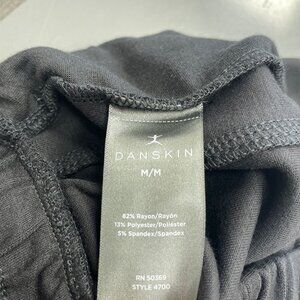 DANSKIN
M/M
82% Rayon/Rayón
13% Polyester/Poliéster
5% Spandex/Spandex
RN 50369
STYLE 4700